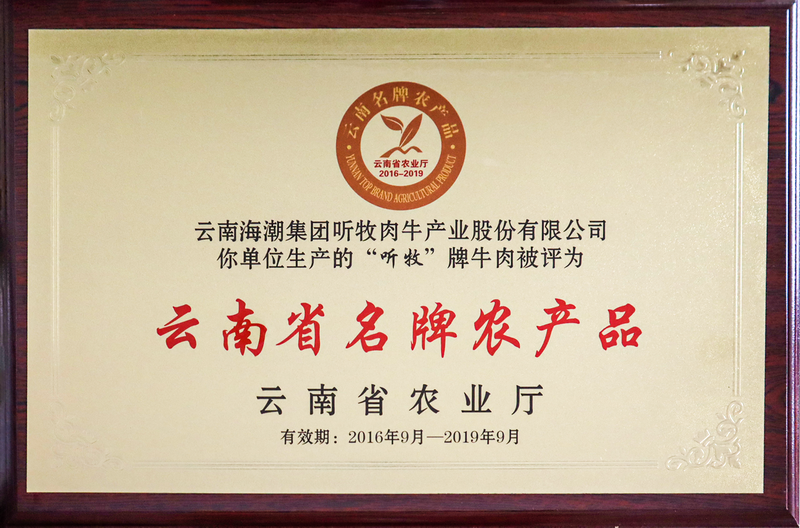 云南名牌农产品
云南省农业厅
2016-2019
YUNNAN TOP BRAND AGRICULTURAL PRODUCT
云南海潮集团听牧肉牛产业股份有限公司
你单位生产的“听牧”牌牛肉被评为
云南省名牌农产品
云南省农业厅
有效期：2016年9月—2019年9月